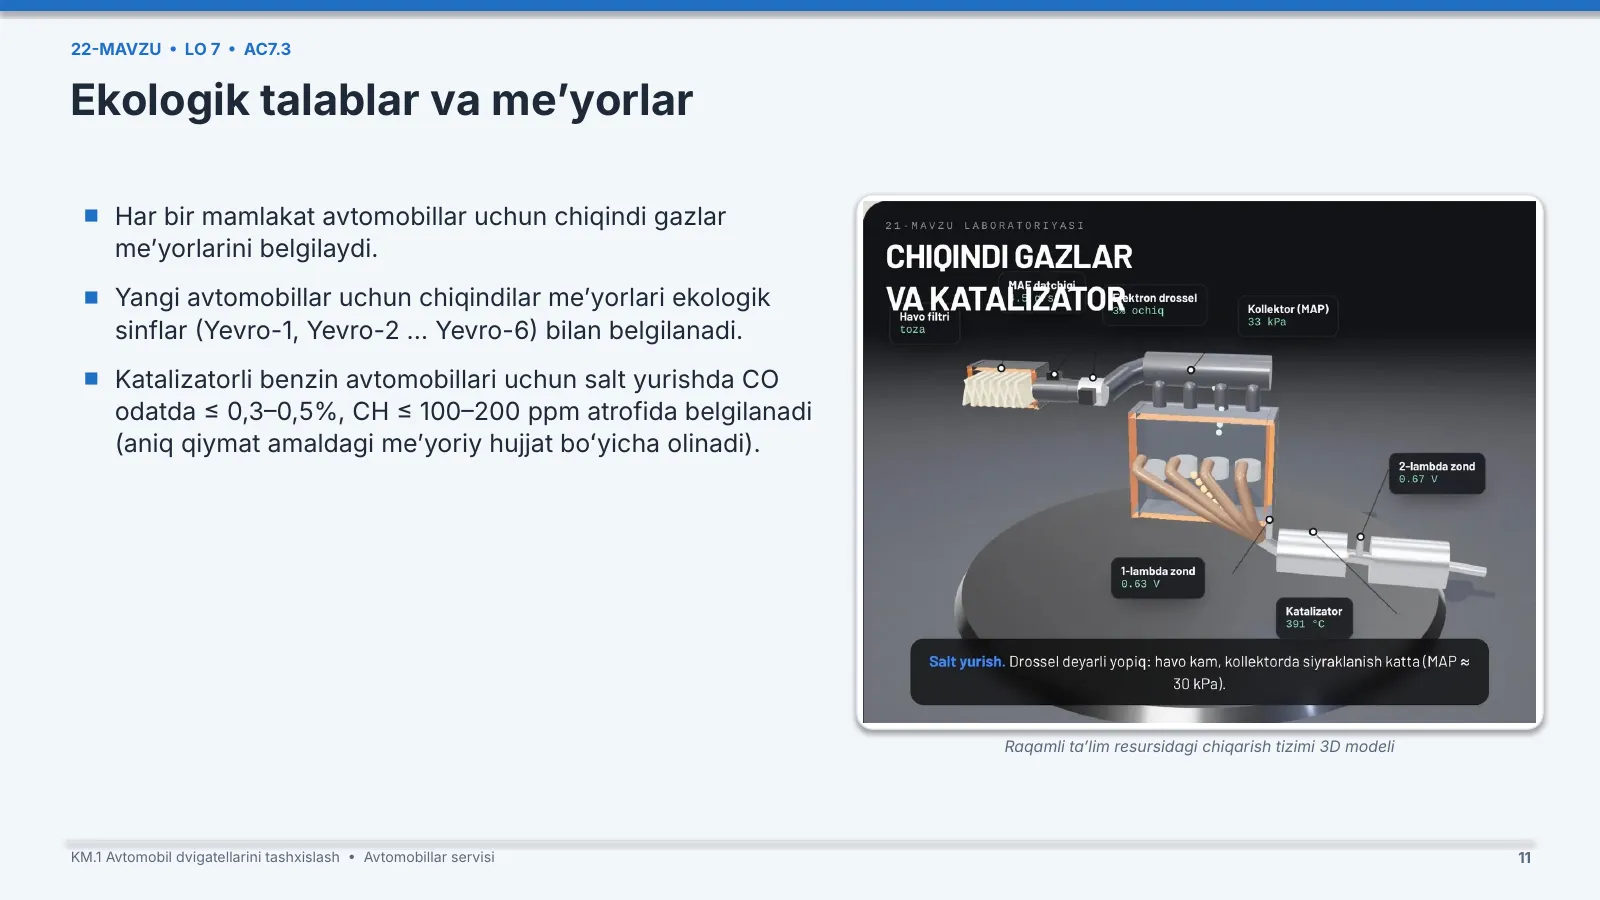 22-MAVZU • LO 7 • AC7.3
Ekologik talablar va me’yorlar
Har bir mamlakat avtomobillar uchun chiqindi gazlar
me’yorlarini belgilaydi.
Yangi avtomobillar uchun chiqindilar me’yorlari ekologik
sinflar (Yevro-1, Yevro-2 ... Yevro-6) bilan belgilanadi.
Katalizatorli benzin avtomobillari uchun salt yurishda CO
odatda ≤ 0,3–0,5%, CH ≤ 100–200 ppm atrofida belgilanadi
(aniq qiymat amaldagi me’yoriy hujjat bo‘yicha olinadi).
21-MAVZU LABORATORIYASI
CHIQINDI GAZLAR
VA KATALIZATOR
MAF datchigi
Havo filtri
toza
ektron drossel
3% ochiq
Kollektor (MAP)
33 kPa
2-lambda zond
0.67 V
1-lambda zond
0.63 V
Katalizator
391 °C
Salt yurish. Drossel deyarli yopiq: havo kam, kollektorda siyraklanish katta (MAP ≈
30 kPa).
Raqamli ta’lim resursidagi chiqarish tizimi 3D modeli
KM.1 Avtomobil dvigatellarini tashxislash • Avtomobillar servisi
11